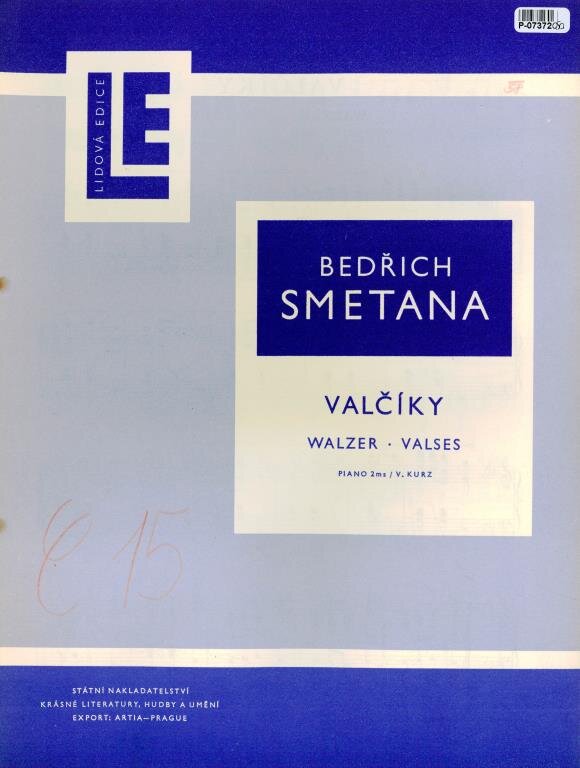 P-07372
LIDOVÁ EDICE
LE
BEDŘICH
SMETANA
VALČÍKY
WALZER · VALSES
PIANO 2ms / V. KURZ
15
STÁTNÍ NAKLADATELSTVÍ
KRÁSNÉ LITERATURY, HUDBY A UMĚNÍ
EXPORT: ARTIA—PRAGUE